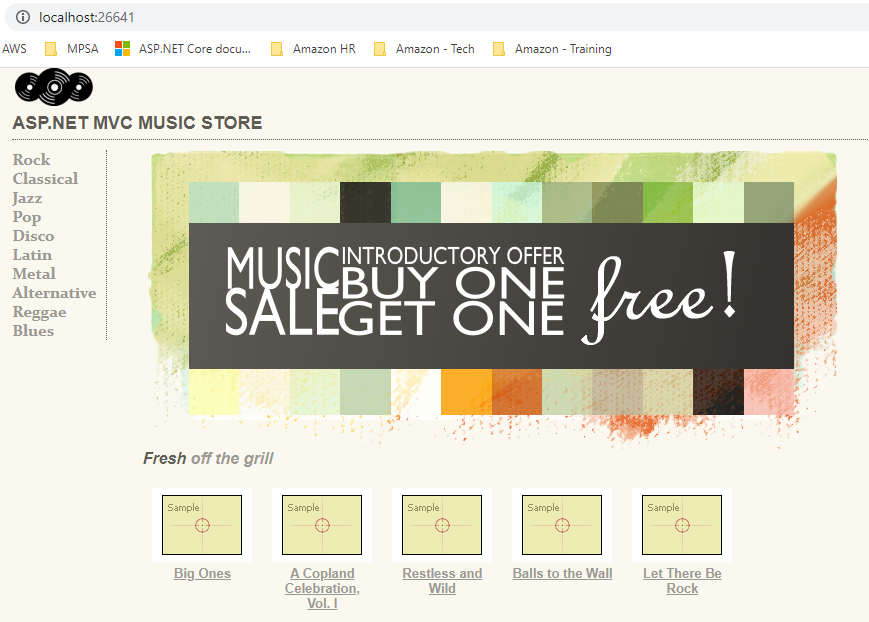 localhost:26641
AWS MPSA ASP.NET Core docu... Amazon HR Amazon - Tech Amazon - Training
ASP.NET MVC MUSIC STORE
Rock
Classical
Jazz
Pop
Disco
Latin
Metal
Alternative
Reggae
Blues
MUSIC SALE
INTRODUCTORY OFFER
BUY ONE
GET ONE
free!
Fresh off the grill
Sample Sample Sample Sample Sample
Big Ones
A Copland
Celebration,
Vol. I
Restless and
Wild
Balls to the Wall
Let There Be
Rock